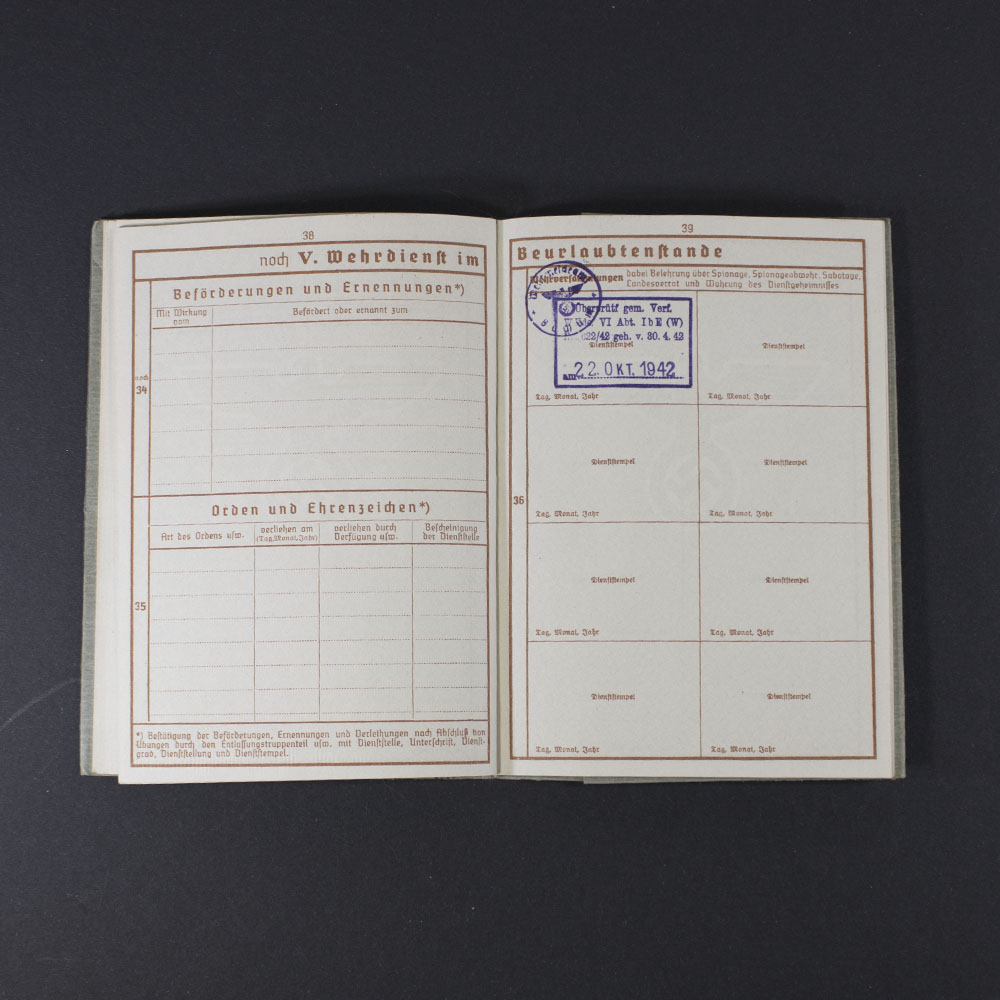 38
noch V. Wehrdienst im
Beförderungen und Ernennungen*)
Mit Wirkung vom
Befördert oder ernannt zum
noch
34
Orden und Ehrenzeichen*)
Art des Ordens usw.
verliehen am (Tag, Monat, Jahr)
verliehen durch Verfügung usw.
Bescheinigung der Dienststelle
35
*) Bestätigung der Beförderungen, Ernennungen und Verleihungen nach Abschluß von
Übungen durch den Entlassungstruppenteil usw. mit Dienststelle, Unterschrift, Dienst-
grad, Dienststellung und Dienststempel.
39
Beurlaubtenstande
dabei Belehrung über Spionage, Spionageabwehr, Sabotage,
Landesverrat und Wahrung des Dienstgeheimnisses
Überprüft gem. Verf.
VI Abt. IbE (W)
geh. v. 30. 4. 42
Dienststempel
am 22. OKT. 1942
Tag, Monat, Jahr
Dienststempel
Tag, Monat, Jahr
36
Dienststempel
Tag, Monat, Jahr
Dienststempel
Tag, Monat, Jahr
Dienststempel
Tag, Monat, Jahr
Dienststempel
Tag, Monat, Jahr
Dienststempel
Tag, Monat, Jahr
Dienststempel
Tag, Monat, Jahr